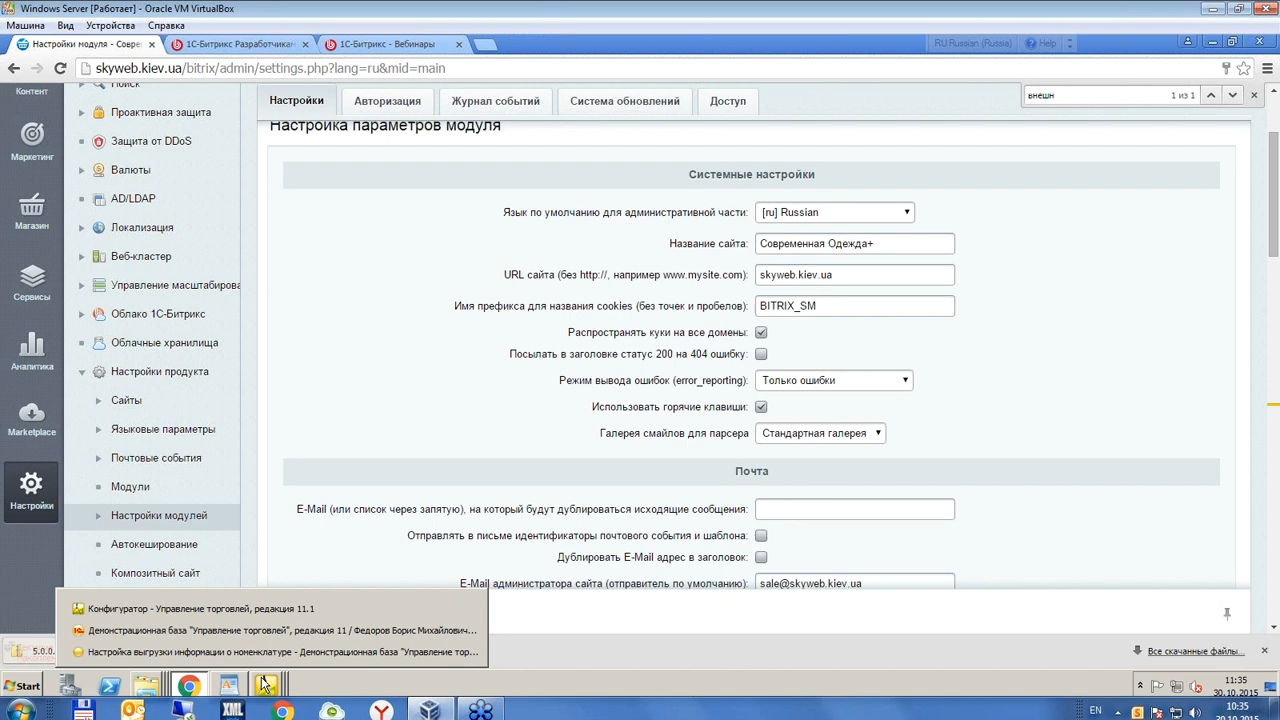 Windows Server [Работает] - Oracle VM VirtualBox
Машина Вид Устройства Справка
Настройки модуля - Совре
1С-Битрикс Разработчикам
1С-Битрикс - Вебинары
RU Russian (Russia) Help
skyweb.kiev.ua/bitrix/admin/settings.php?lang=ru&mid=main
Контент
Маркетинг
Магазин
Сервисы
Аналитика
Marketplace
Настройки
Поиск
Проактивная защита
Защита от DDoS
Валюты
AD/LDAP
Локализация
Веб-кластер
Управление масштабирова
Облако 1С-Битрикс
Облачные хранилища
Настройки продукта
Сайты
Языковые параметры
Почтовые события
Модули
Настройки модулей
Автокеширование
Композитный сайт
Настройки Авторизация Журнал событий Система обновлений Доступ
внешн 1 из 1
Настройка параметров модуля
Системные настройки
Язык по умолчанию для административной части: [ru] Russian
Название сайта: Современная Одежда+
URL сайта (без http://, например www.mysite.com): skyweb.kiev.ua
Имя префикса для названия cookies (без точек и пробелов): BITRIX_SM
Распространять куки на все домены:
Посылать в заголовке статус 200 на 404 ошибку:
Режим вывода ошибок (error_reporting): Только ошибки
Использовать горячие клавиши:
Галерея смайлов для парсера Стандартная галерея
Почта
E-Mail (или список через запятую), на который будут дублироваться исходящие сообщения:
Отправлять в письме идентификаторы почтового события и шаблона:
Дублировать E-Mail адрес в заголовок:
E-Mail администратора сайта (отправитель по умолчанию): sale@skyweb.kiev.ua
Конфигуратор - Управление торговлей, редакция 11.1
Демонстрационная база "Управление торговлей", редакция 11 / Федоров Борис Михайлович...
Настройка выгрузки информации о номенклатуре - Демонстрационная база "Управление тор...
5.0.0.
Все скачанные файлы...
Start
11:35
30.10.2015
XML
EN
10:35
30.10.2015